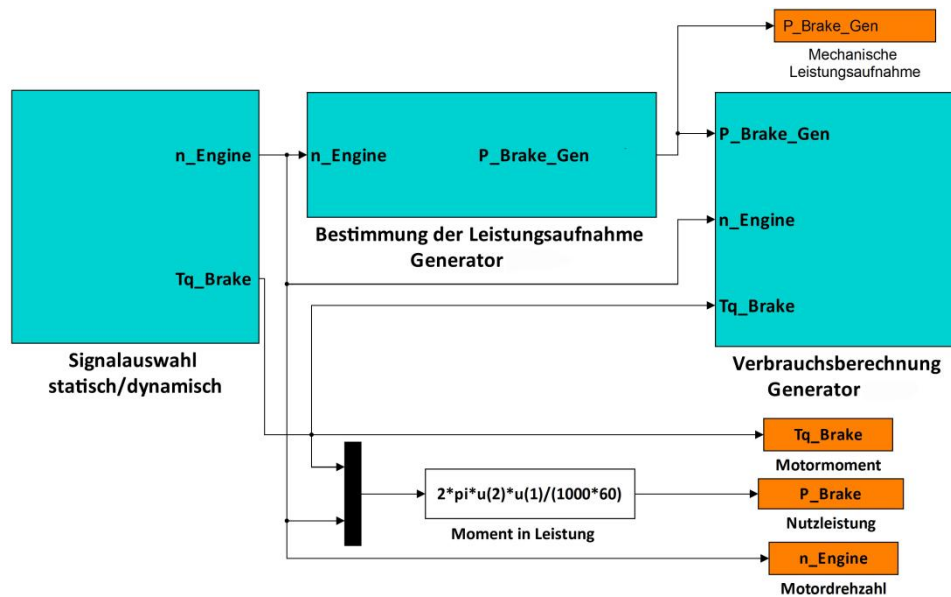 P_Brake_Gen
Mechanische
Leistungsaufnahme
n_Engine
Tq_Brake
Signalauswahl
statisch/dynamisch
n_Engine
P_Brake_Gen
Bestimmung der Leistungsaufnahme
Generator
P_Brake_Gen
n_Engine
Tq_Brake
Verbrauchsberechnung
Generator
Tq_Brake
Motormoment
2*pi*u(2)*u(1)/(1000*60)
Moment in Leistung
P_Brake
Nutzleistung
n_Engine
Motordrehzahl